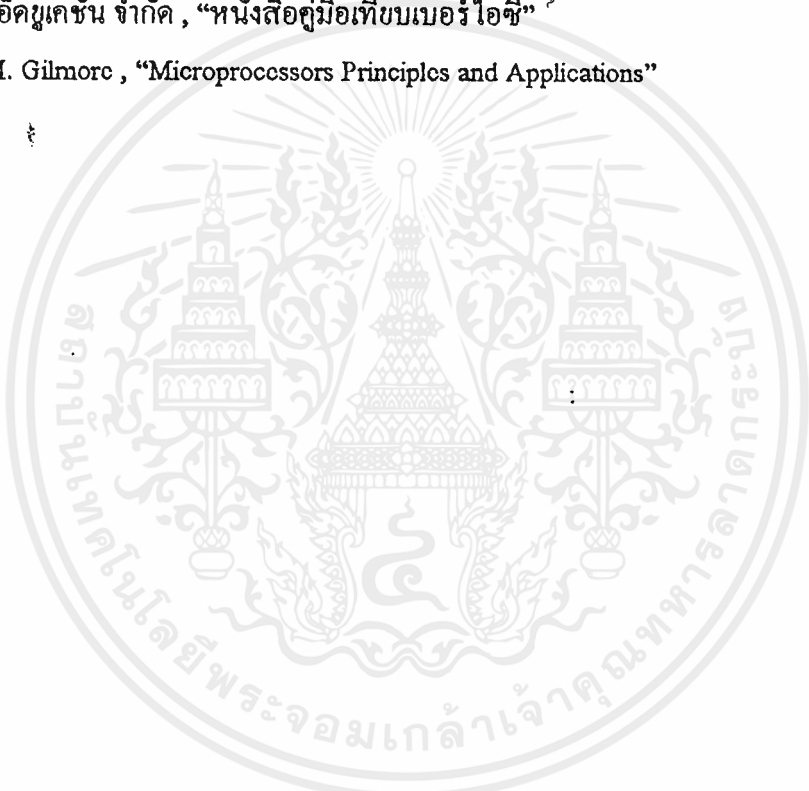 อีดยูเคชั่น จำกัด , “หนังสือคู่มือเทียบเบอร์ไอซี”
M. Gilmore , “Microprocessors Principles and Applications”
สถาบันเทคโนโลยีพระจอมเกล้าเจ้าคุณทหารลาดกระบัง